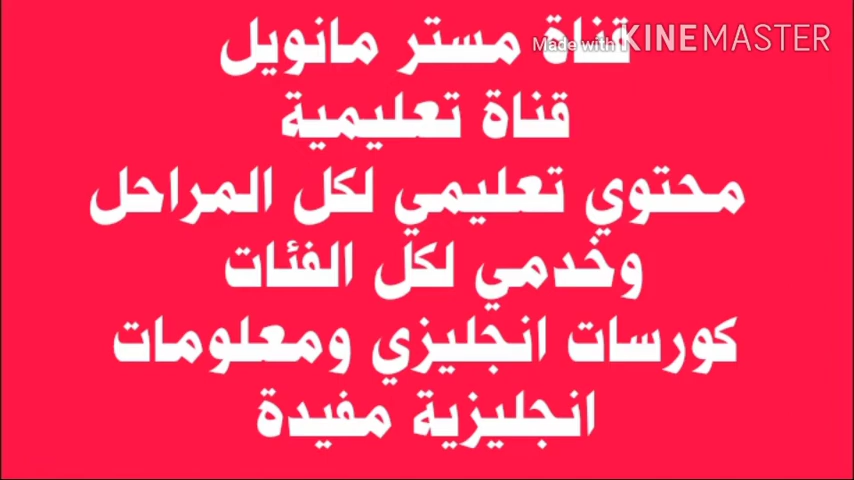 قناة مستر مانويل
Made with KINEMASTER
قناة تعليمية
محتوي تعليمي لكل المراحل
وخدمي لكل الفئات
كورسات انجليزي ومعلومات
انجليزية مفيدة